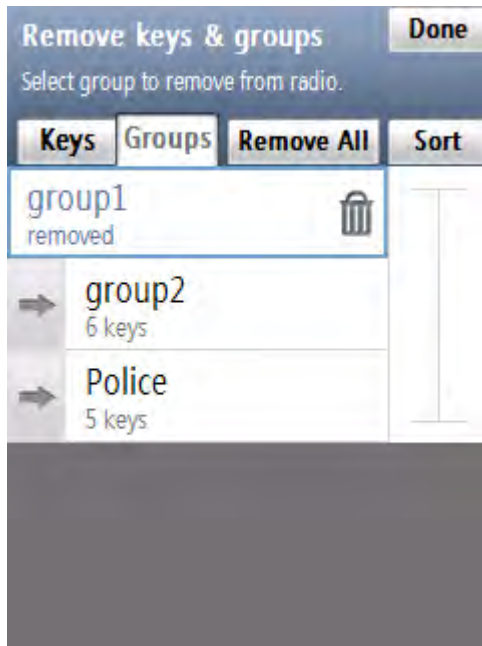 Remove keys & groups
Done
Select group to remove from radio.
Keys
Groups
Remove All
Sort
group1
removed
group2
6 keys
Police
5 keys